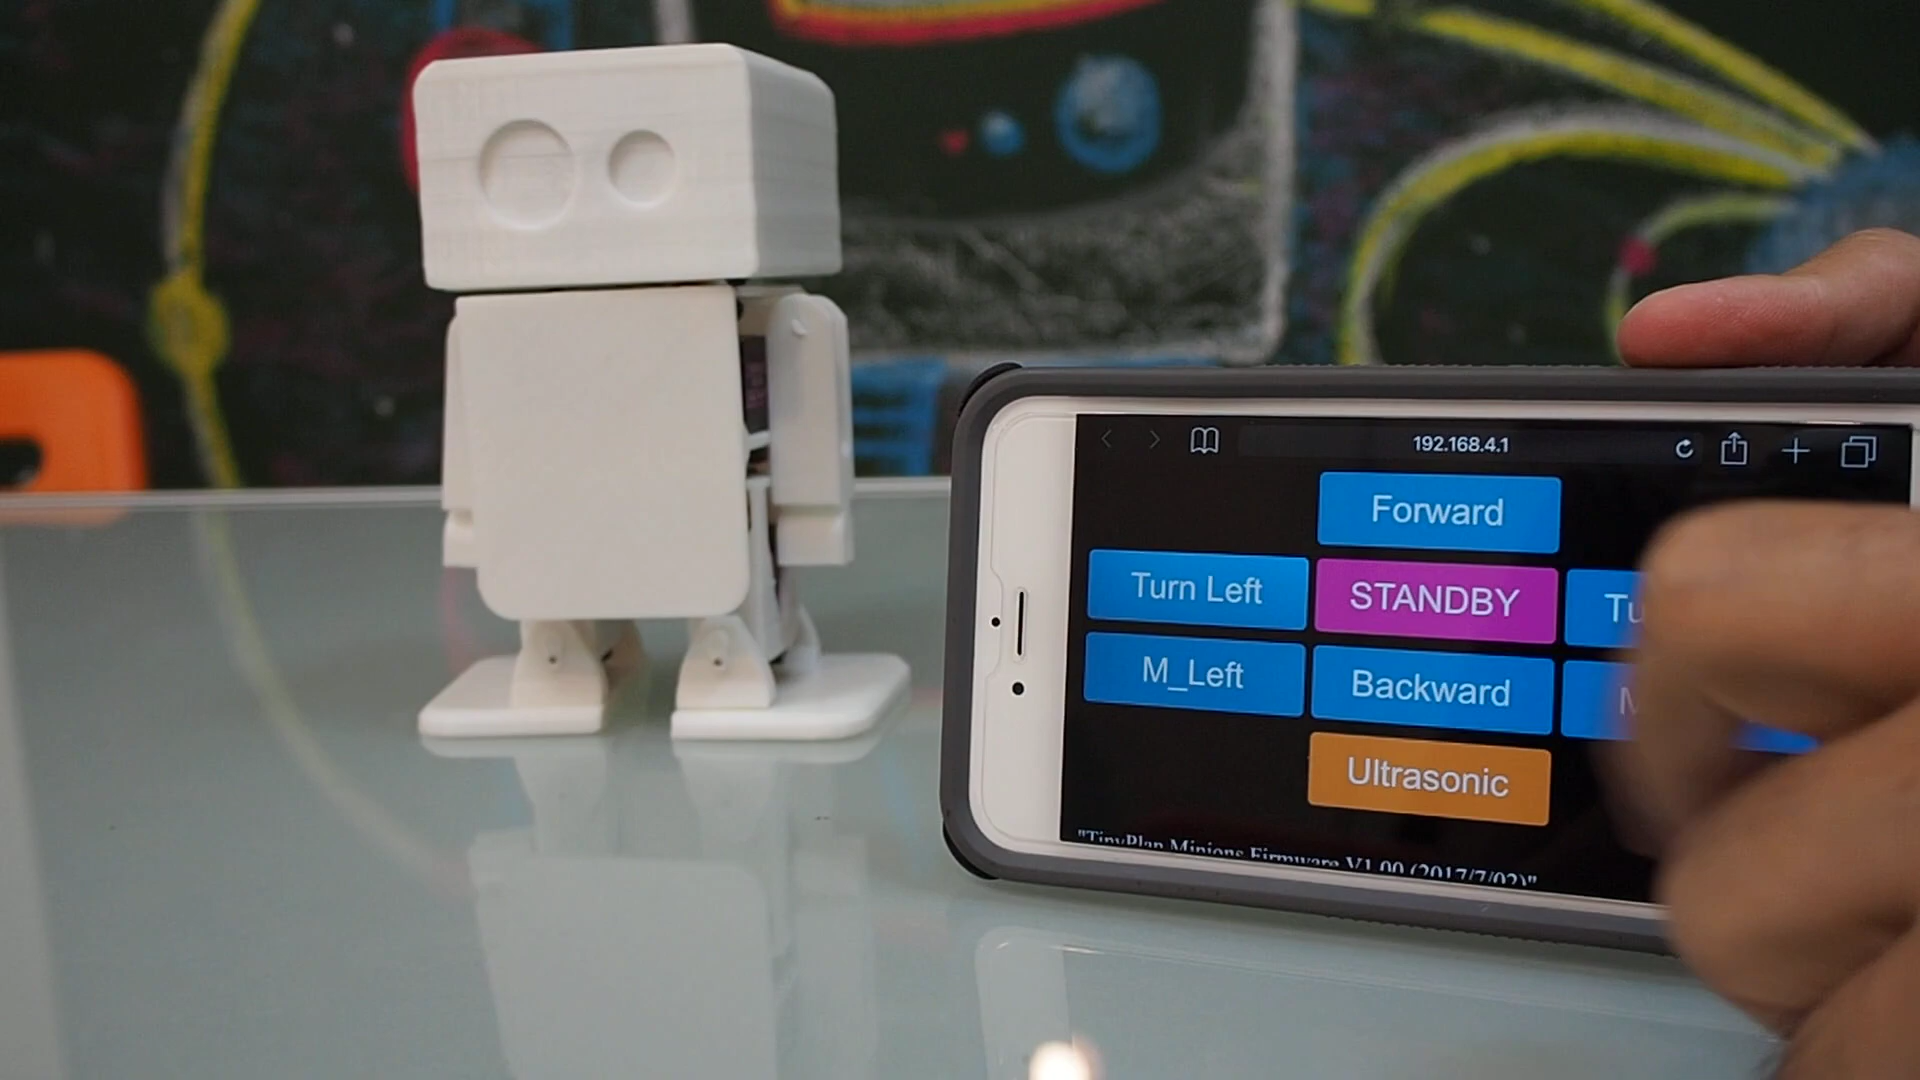 192.168.4.1
Forward
Turn Left STANDBY Tu
M_Left Backward M
Ultrasonic
"TinyPlan Minions Firmware V1.00 (2017/7/02)"